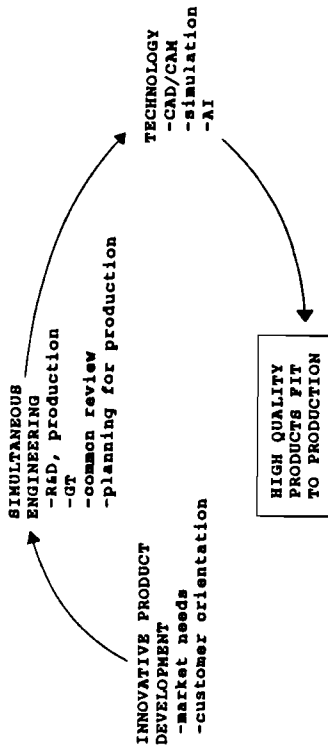 INNOVATIVE PRODUCT
DEVELOPMENT
-market needs
-customer orientation
SIMULTANEOUS
ENGINEERING
-R&D, production
-GT
-common review
-planning for production
TECHNOLOGY
-CAD/CAM
-simulation
-AI
HIGH QUALITY
PRODUCTS FIT
TO PRODUCTION